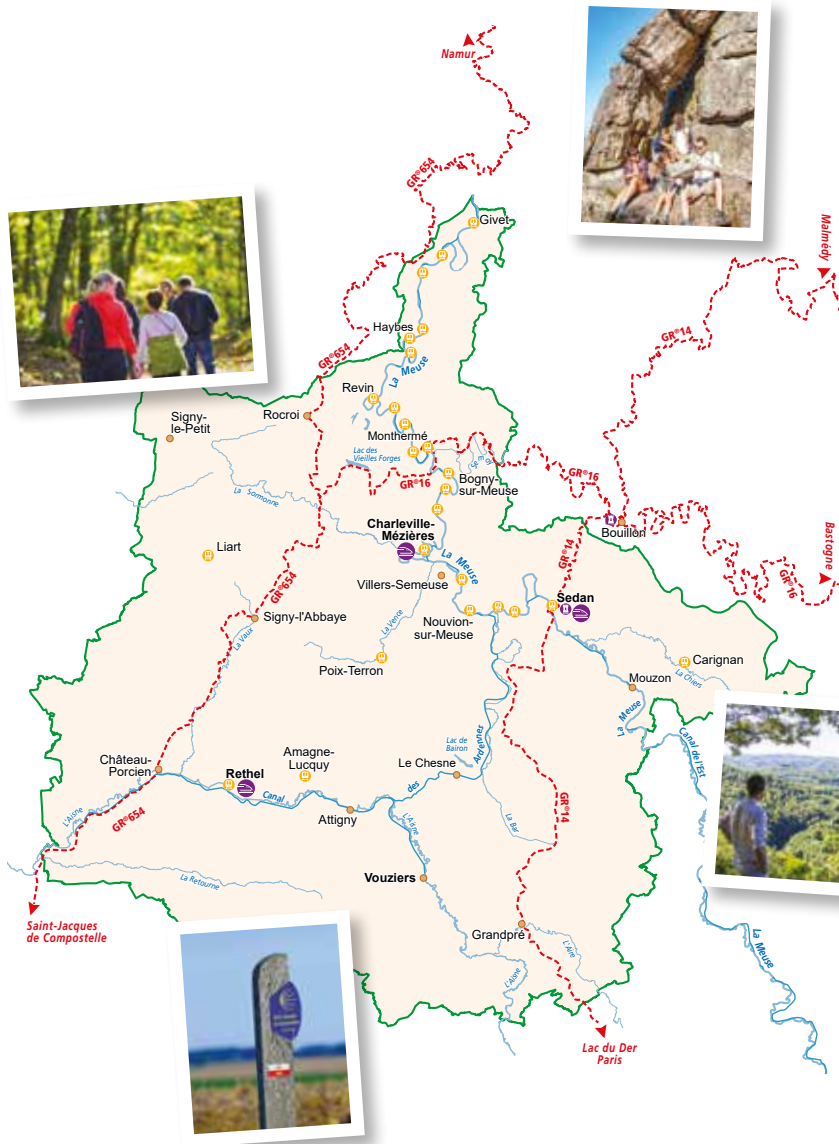 Namur
GR®654
Givet
Malmédy
GR®14
Haybes
GR®654
La Meuse
Revin
Signy-
le-Petit
Rocroi
Monthermé
Lac des
Vieilles Forges
GR®16
GR®16
Bogny-
sur-Meuse
La Sormonne
Charleville-
Mézières
La Meuse
GR®14
Bouillon
Bastogne
GR®16
Liart
Villers-Semeuse
GR®654
Sedan
Signy-l'Abbaye
La Vence
Nouvion-
sur-Meuse
La Vaux
Poix-Terron
Carignan
La Chiers
Mouzon
La Meuse
Canal de l'Est
Lac de
Bairon
Château-
Porcien
Amagne-
Lucquy
Le Chesne
Rethel
Canal
des
Ardennes
GR®14
L'Aisne
GR®654
Attigny
L'Aisne
La Bar
La Retourne
Vouziers
Saint-Jacques
de Compostelle
Grandpré
L'Aire
L'Aisne
La Meuse
Lac du Der
Paris